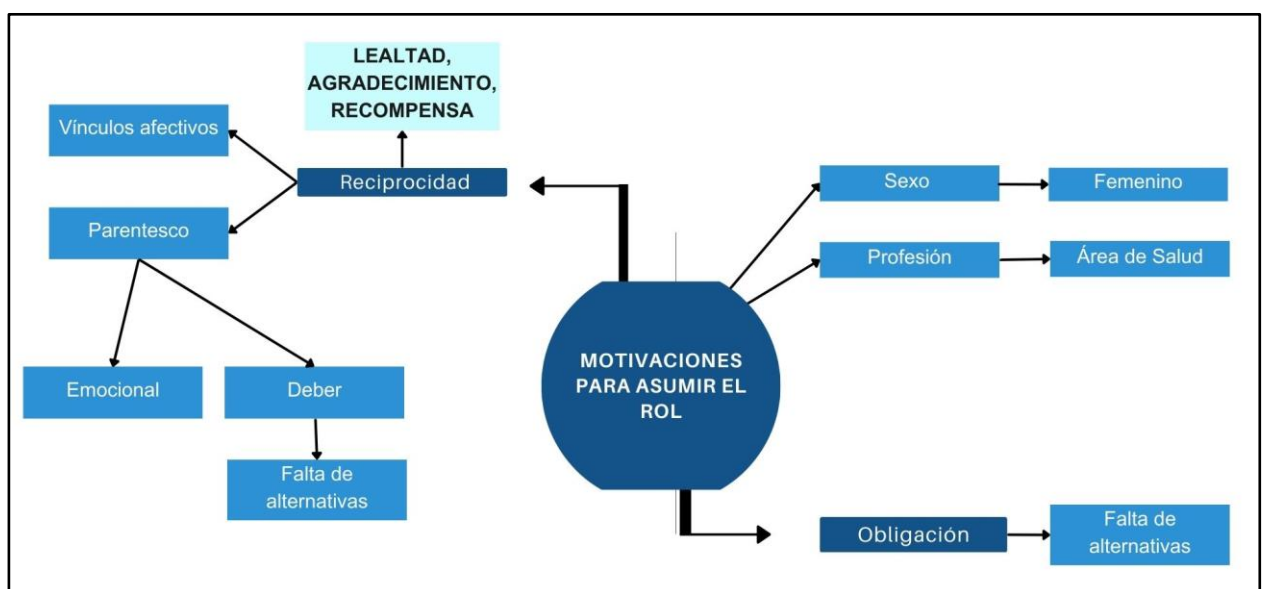 LEALTAD,
AGRADECIMIENTO,
RECOMPENSA
Vínculos afectivos
Reciprocidad
Parentesco
Emocional
Deber
Falta de
alternativas
MOTIVACIONES
PARA ASUMIR EL
ROL
Sexo
Femenino
Profesión
Área de Salud
Obligación
Falta de
alternativas